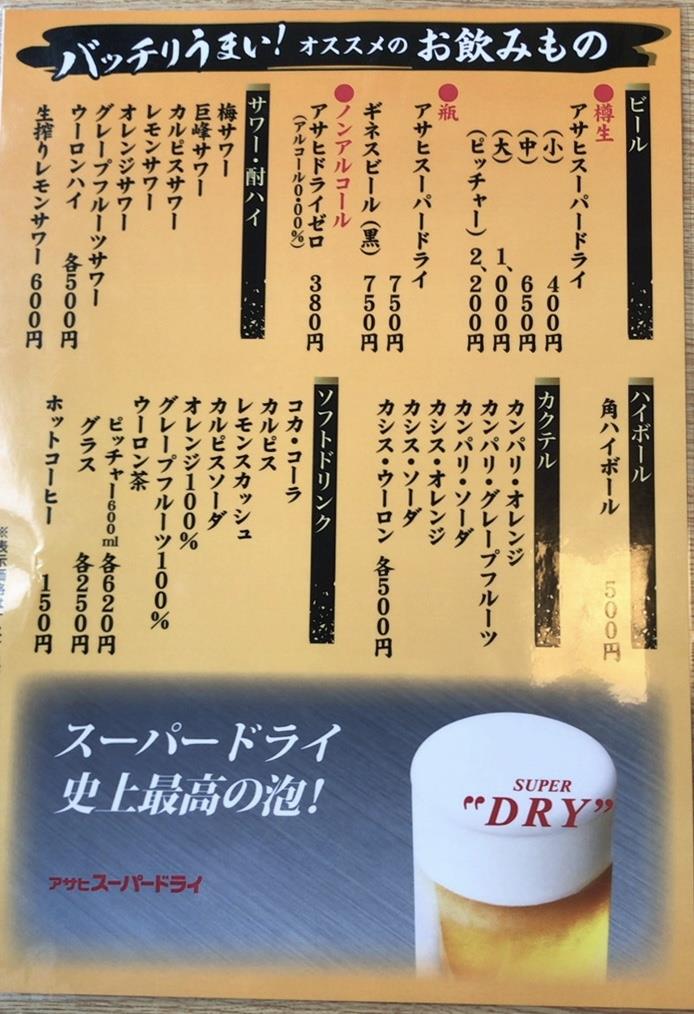 バッチリうまい! オススメの お飲みもの
ビール
●樽生
アサヒスーパードライ
(小) 400円
(中) 650円
(大) 1,000円
(ピッチャー) 2,200円
●瓶
アサヒスーパードライ 750円
ギネスビール(黒) 750円
●ノンアルコール
アサヒドライゼロ 380円
(アルコール0.00%)
サワー・酎ハイ
梅サワー
巨峰サワー
カルピスサワー
レモンサワー
オレンジサワー
グレープフルーツサワー
ウーロンハイ 各500円
生搾りレモンサワー 600円
ハイボール
角ハイボール 500円
カクテル
カンパリ・オレンジ
カンパリ・グレープフルーツ
カンパリ・ソーダ
カシス・オレンジ
カシス・ソーダ
カシス・ウーロン 各500円
ソフトドリンク
コカ・コーラ
カルピス
レモンスカッシュ
カルピスソーダ
オレンジ100%
グレープフルーツ100%
ウーロン茶
ピッチャー600ml 各620円
グラス 各250円
ホットコーヒー 150円
※表示価格は
スーパードライ
史上最高の泡!
アサヒスーパードライ
SUPER
"DRY"